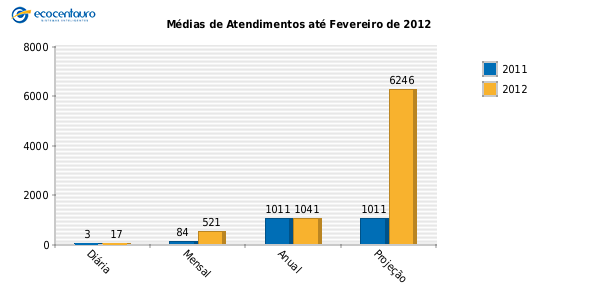 ecocentauro
Médias de Atendimentos até Fevereiro de 2012
8000
6000
4000
2000
0
3 17
84 521
1011 1041
1011 6246
Diária
Mensal
Anual
Projeção
2011
2012